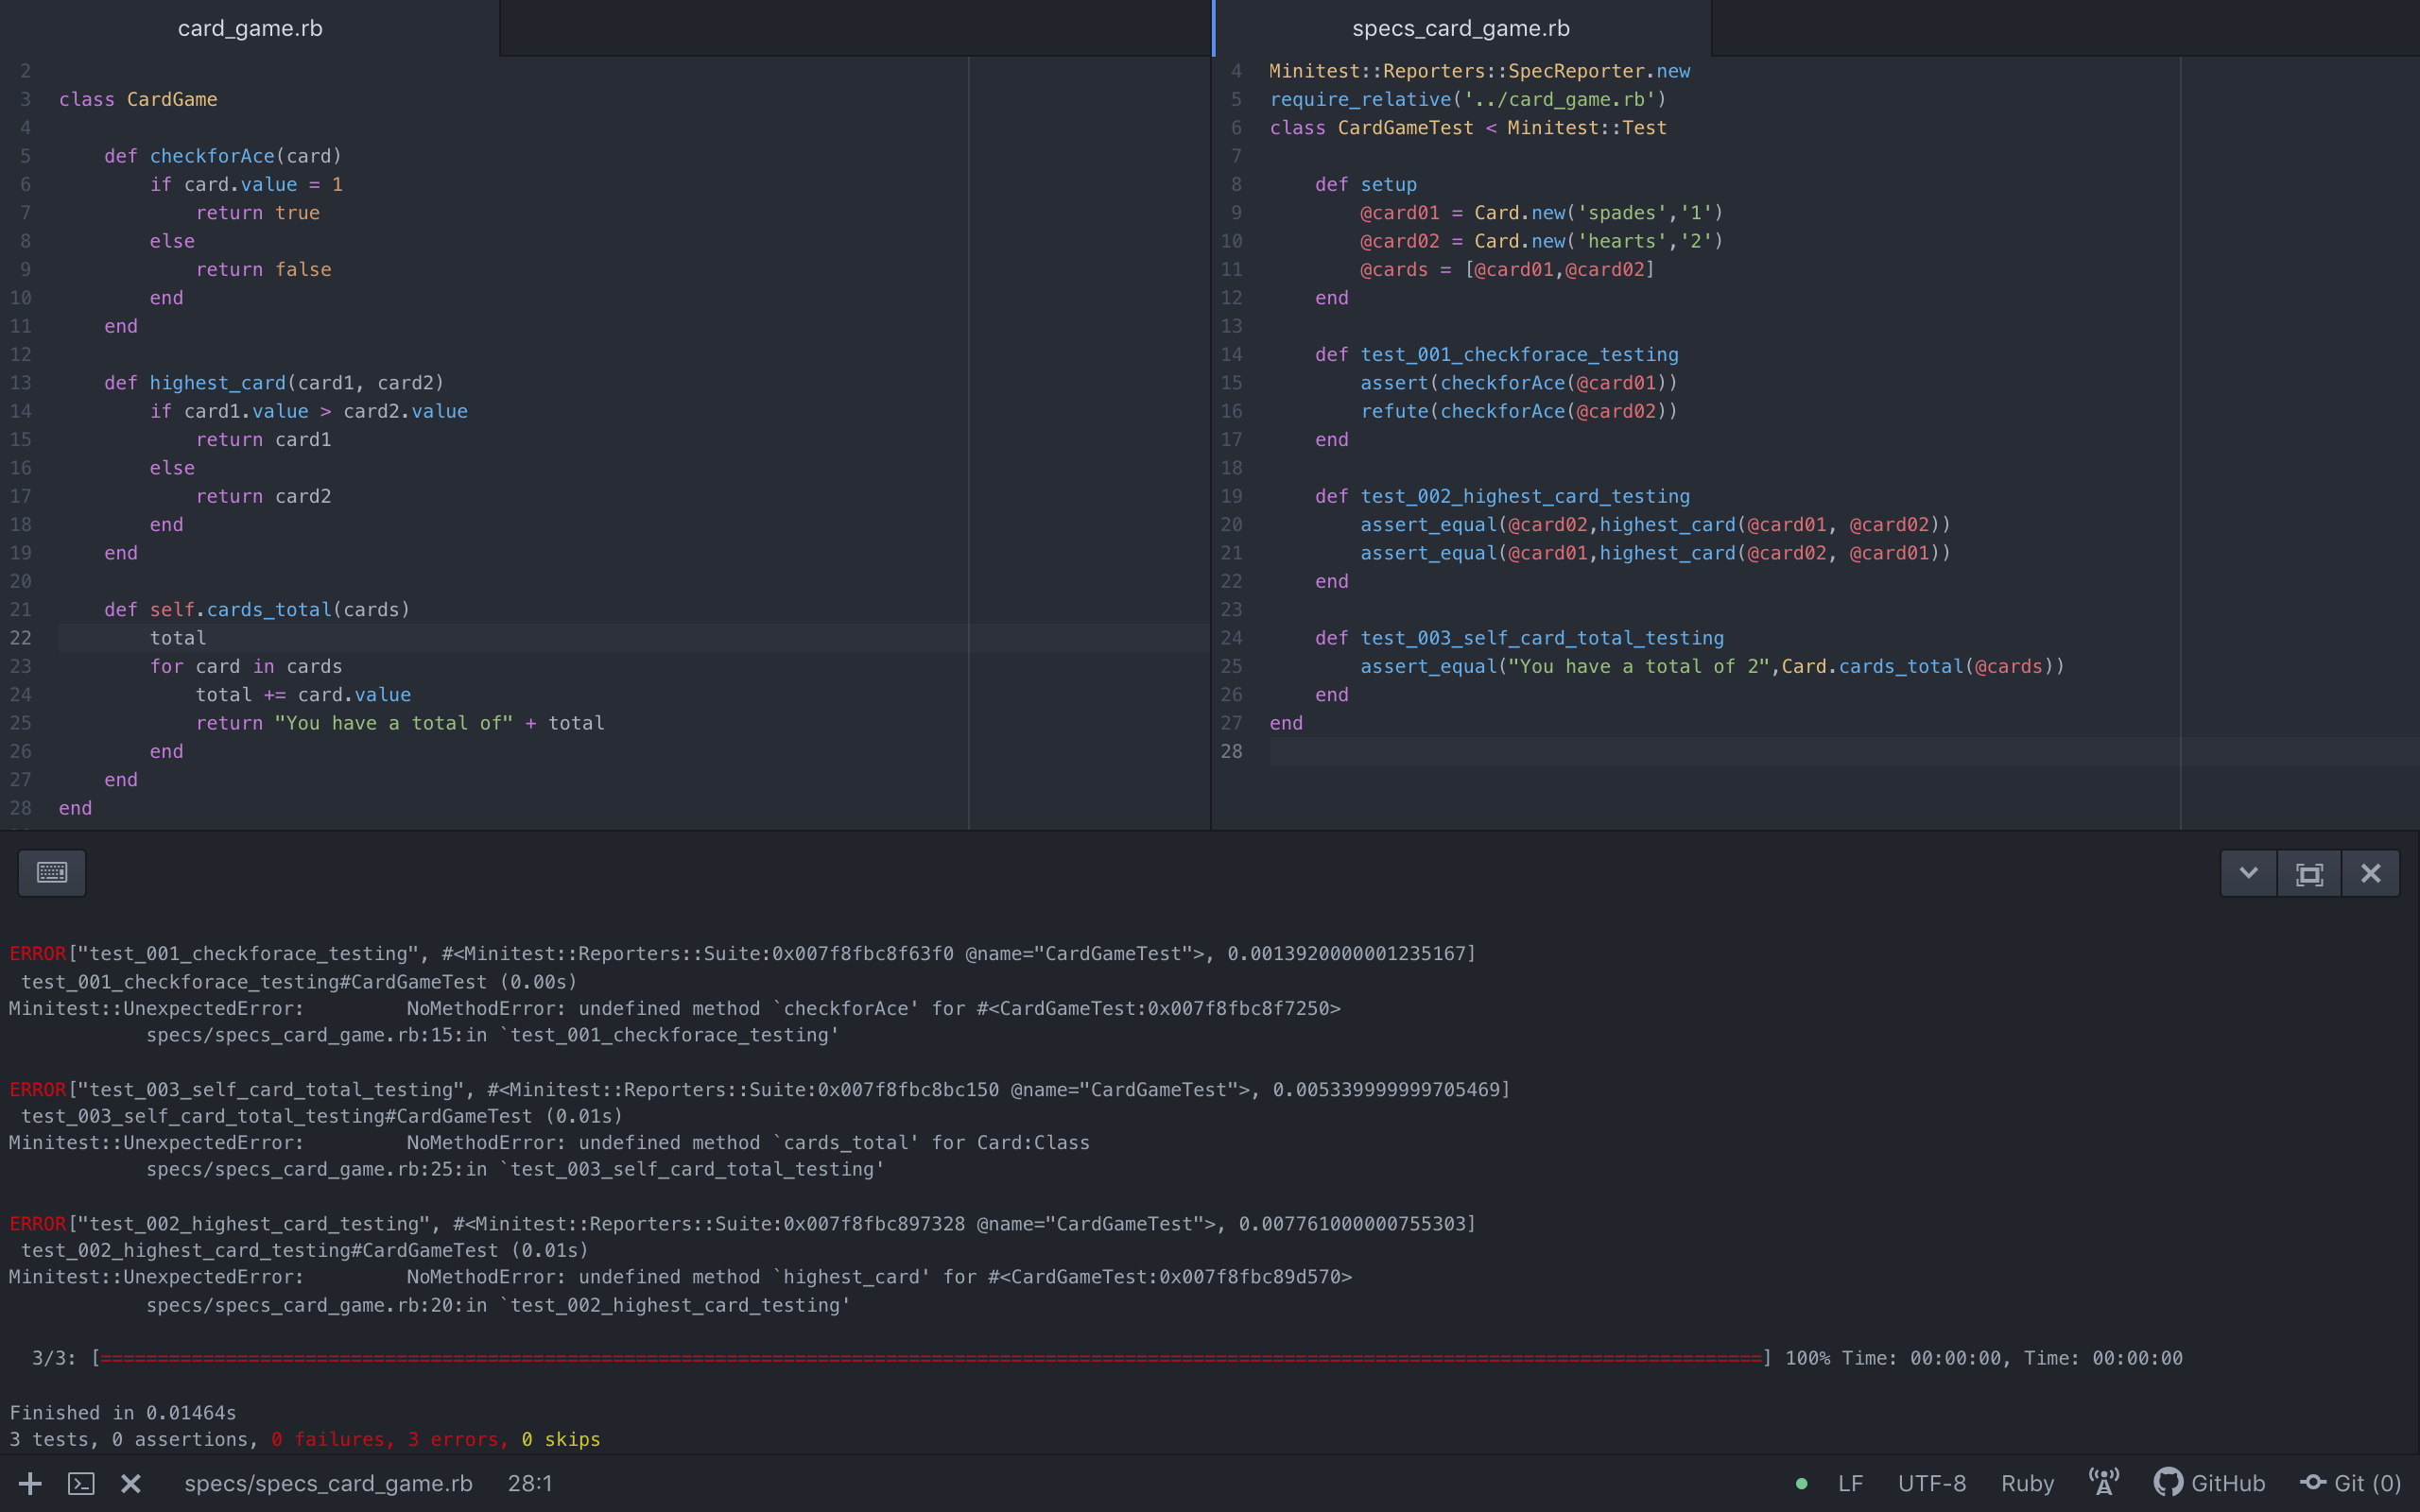 card_game.rb
2
3 class CardGame
4
5     def checkforAce(card)
6         if card.value = 1
7             return true
8         else
9             return false
10         end
11     end
12
13     def highest_card(card1, card2)
14         if card1.value > card2.value
15             return card1
16         else
17             return card2
18         end
19     end
20
21     def self.cards_total(cards)
22         total
23         for card in cards
24             total += card.value
25             return "You have a total of" + total
26         end
27     end
28 end
specs_card_game.rb
4 Minitest::Reporters::SpecReporter.new
5 require_relative('../card_game.rb')
6 class CardGameTest < Minitest::Test
7
8     def setup
9         @card01 = Card.new('spades','1')
10         @card02 = Card.new('hearts','2')
11         @cards = [@card01,@card02]
12     end
13
14     def test_001_checkforace_testing
15         assert(checkforAce(@card01))
16         refute(checkforAce(@card02))
17     end
18
19     def test_002_highest_card_testing
20         assert_equal(@card02,highest_card(@card01, @card02))
21         assert_equal(@card01,highest_card(@card02, @card01))
22     end
23
24     def test_003_self_card_total_testing
25         assert_equal("You have a total of 2",Card.cards_total(@cards))
26     end
27 end
28
ERROR["test_001_checkforace_testing", #<Minitest::Reporters::Suite:0x007f8fbc8f63f0 @name="CardGameTest">, 0.0013920000001235167]
 test_001_checkforace_testing#CardGameTest (0.00s)
Minitest::UnexpectedError:         NoMethodError: undefined method `checkforAce' for #<CardGameTest:0x007f8fbc8f7250>
            specs/specs_card_game.rb:15:in `test_001_checkforace_testing'
ERROR["test_003_self_card_total_testing", #<Minitest::Reporters::Suite:0x007f8fbc8bc150 @name="CardGameTest">, 0.005339999999705469]
 test_003_self_card_total_testing#CardGameTest (0.01s)
Minitest::UnexpectedError:         NoMethodError: undefined method `cards_total' for Card:Class
            specs/specs_card_game.rb:25:in `test_003_self_card_total_testing'
ERROR["test_002_highest_card_testing", #<Minitest::Reporters::Suite:0x007f8fbc897328 @name="CardGameTest">, 0.007761000000755303]
 test_002_highest_card_testing#CardGameTest (0.01s)
Minitest::UnexpectedError:         NoMethodError: undefined method `highest_card' for #<CardGameTest:0x007f8fbc89d570>
            specs/specs_card_game.rb:20:in `test_002_highest_card_testing'
  3/3: [==================================================================================================================================================] 100% Time: 00:00:00, Time: 00:00:00
Finished in 0.01464s
3 tests, 0 assertions, 0 failures, 3 errors, 0 skips
specs/specs_card_game.rb 28:1 LF UTF-8 Ruby GitHub Git (0)